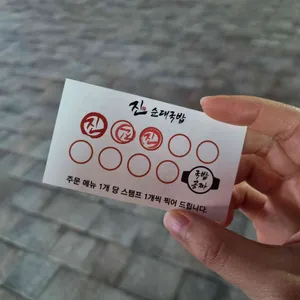 진 순대국밥
진 진 진
국밥
공짜
주문 메뉴 1개 당 스탬프 1개씩 찍어 드립니다.